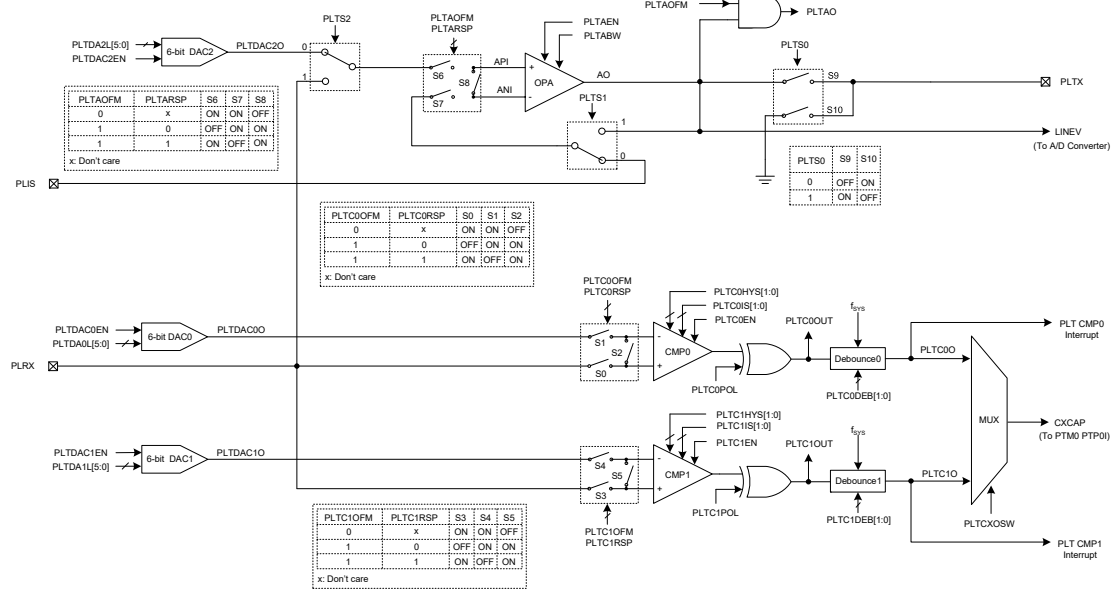 PLTAOFM
PLTAO
PLTS2
PLTAOFM
PLTARSP
PLTAEN
PLTABW
PLTDA2L[5:0]
PLTDAC2EN
6-bit DAC2
PLTDAC2O
0
1
S6
S7
S8
API
ANI
+
-
OPA
AO
PLTS0
S9
S10
PLTX
PLTS1
1
0
LINEV
(To A/D Converter)
PLTAOFM PLTARSP S6 S7 S8
0 x ON ON OFF
1 0 OFF ON ON
1 1 ON OFF ON
x: Don't care
PLTS0 S9 S10
0 OFF ON
1 ON OFF
PLIS
PLTC0OFM PLTC0RSP S0 S1 S2
0 x ON ON OFF
1 0 OFF ON ON
1 1 ON OFF ON
x: Don't care
PLTC0OFM
PLTC0RSP
PLTC0HYS[1:0]
PLTC0IS[1:0]
PLTC0EN
PLTDAC0EN
PLTDA0L[5:0]
6-bit DAC0
PLTDAC0O
S1
S2
S0
-
+
CMP0
PLTC0POL
PLTC0OUT
fSYS
Debounce0
PLTC0DEB[1:0]
PLTC0O
PLT CMP0
Interrupt
PLRX
MUX
CXCAP
(To PTM0 PTP0I)
PLTCXOSW
PLTDAC1EN
PLTDA1L[5:0]
6-bit DAC1
PLTDAC1O
S4
S5
S3
PLTC1OFM
PLTC1RSP
PLTC1HYS[1:0]
PLTC1IS[1:0]
PLTC1EN
-
+
CMP1
PLTC1POL
PLTC1OUT
fSYS
Debounce1
PLTC1DEB[1:0]
PLTC1O
PLT CMP1
Interrupt
PLTC1OFM PLTC1RSP S3 S4 S5
0 x ON ON OFF
1 0 OFF ON ON
1 1 ON OFF ON
x: Don't care